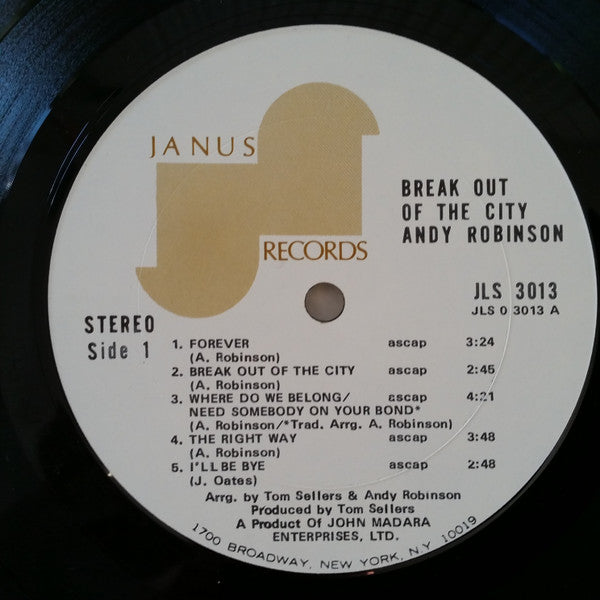 JANUS
RECORDS
BREAK OUT
OF THE CITY
ANDY ROBINSON
JLS 3013
JLS 0 3013 A
STEREO
Side 1
1. FOREVER ascap 3:24
(A. Robinson)
2. BREAK OUT OF THE CITY ascap 2:45
(A. Robinson)
3. WHERE DO WE BELONG/ ascap 4:21
NEED SOMEBODY ON YOUR BOND*
(A. Robinson/*Trad. Arrg. A. Robinson)
4. THE RIGHT WAY ascap 3:48
(A. Robinson)
5. I'LL BE BYE ascap 2:48
(J. Oates)
Arrg. by Tom Sellers & Andy Robinson
Produced by Tom Sellers
A Product Of JOHN MADARA
ENTERPRISES, LTD.
1700 BROADWAY, NEW YORK, N.Y. 10019